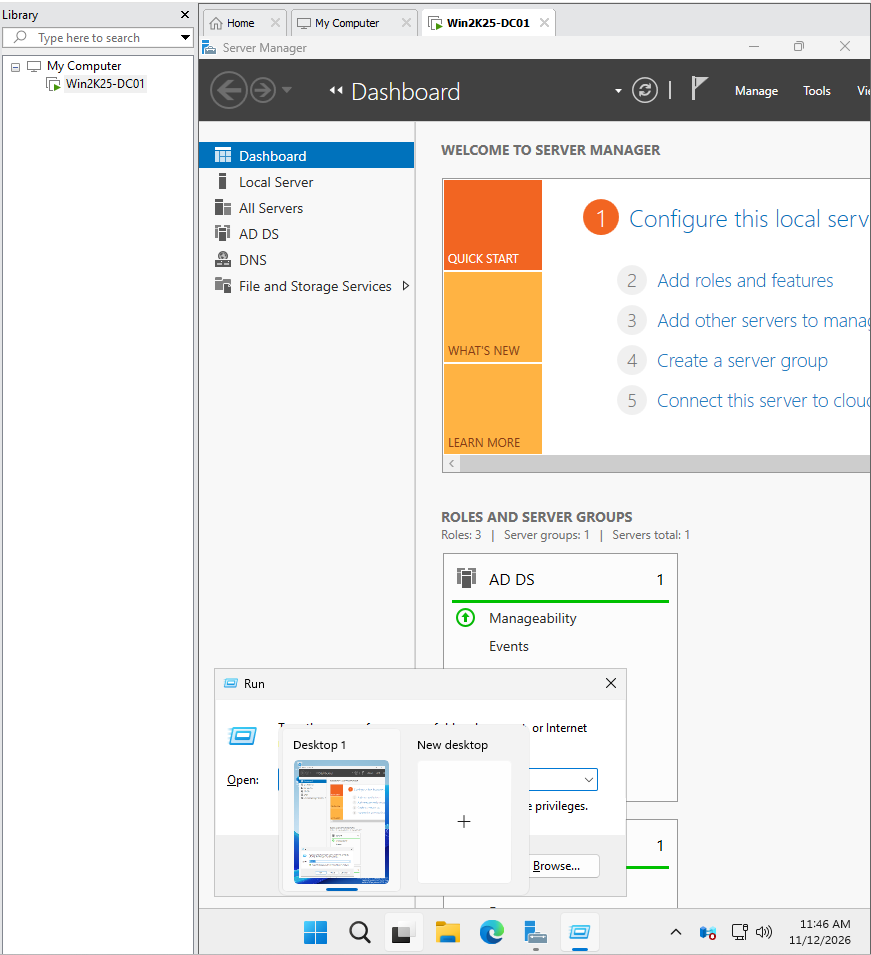 Library
Type here to search
My Computer
Win2K25-DC01
Home
My Computer
Win2K25-DC01
Server Manager
Dashboard
Manage
Tools
Dashboard
Local Server
All Servers
AD DS
DNS
File and Storage Services
WELCOME TO SERVER MANAGER
QUICK START
WHAT'S NEW
LEARN MORE
1 Configure this local serv
2 Add roles and features
3 Add other servers to mana
4 Create a server group
5 Connect this server to clou
ROLES AND SERVER GROUPS
Roles: 3 | Server groups: 1 | Servers total: 1
AD DS 1
Manageability
Events
1
Run
or Internet
Open:
privileges.
Browse...
Desktop 1
New desktop
11:46 AM
11/12/2026